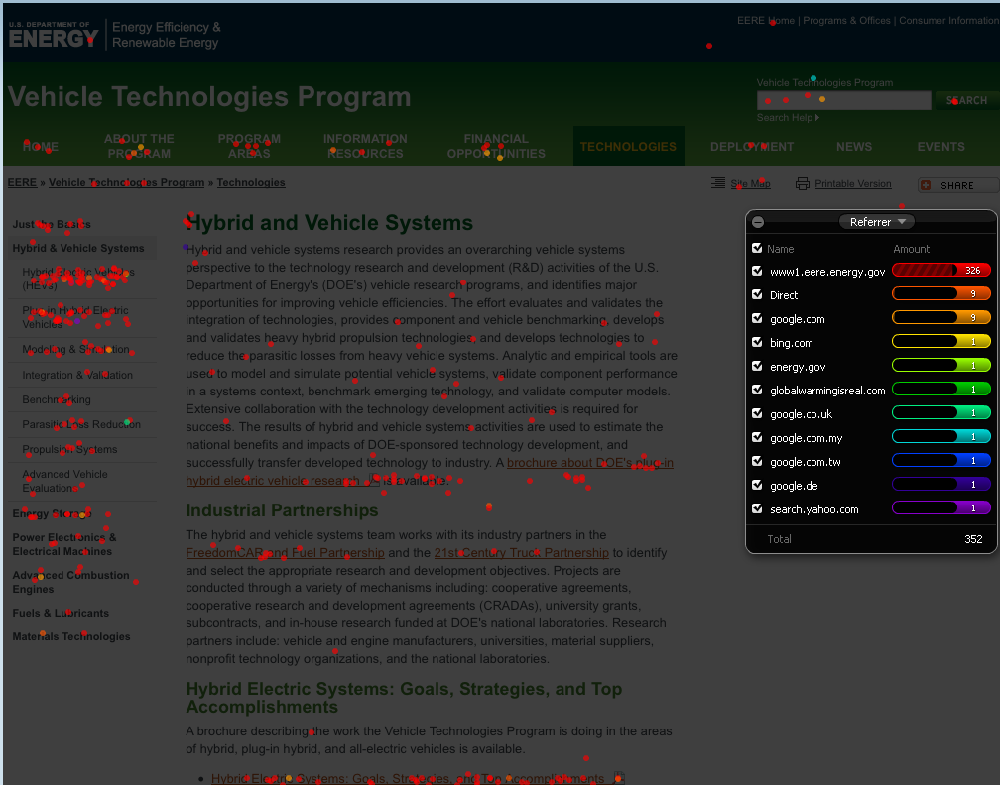 U.S. DEPARTMENT OF
ENERGY
Energy Efficiency &
Renewable Energy
EERE Home | Programs & Offices | Consumer Information
Vehicle Technologies Program
Vehicle Technologies Program
SEARCH
Search Help
HOME
ABOUT THE
PROGRAM
PROGRAM
AREAS
INFORMATION
RESOURCES
FINANCIAL
OPPORTUNITIES
TECHNOLOGIES
DEPLOYMENT
NEWS
EVENTS
EERE » Vehicle Technologies Program » Technologies
Site Map
Printable Version
SHARE
Just the Basics
Hybrid & Vehicle Systems
Hybrid Electric Vehicles
(HEVs)
Plug-in Hybrid Electric
Vehicles
Modeling & Simulation
Integration & Validation
Benchmarking
Parasitic Loss Reduction
Propulsion Systems
Advanced Vehicle
Evaluations
Energy Storage
Power Electronics &
Electrical Machines
Advanced Combustion
Engines
Fuels & Lubricants
Materials Technologies
Hybrid and Vehicle Systems
Hybrid and vehicle systems research provides an overarching vehicle systems
perspective to the technology research and development (R&D) activities of the U.S.
Department of Energy's (DOE's) vehicle research programs, and identifies major
opportunities for improving vehicle efficiencies. The effort evaluates and validates the
integration of technologies, provides component and vehicle benchmarking, develops
and validates heavy hybrid propulsion technologies, and develops technologies to
reduce the parasitic losses from heavy vehicle systems. Analytic and empirical tools are
used to model and simulate potential vehicle systems, validate component performance
in a systems context, benchmark emerging technology, and validate computer models.
Extensive collaboration with the technology development activities is required for
success. The results of hybrid and vehicle systems activities are used to estimate the
national benefits and impacts of DOE-sponsored technology development, and
successfully transfer developed technology to industry. A brochure about DOE's plug-in
hybrid electric vehicle research is available.
Industrial Partnerships
The hybrid and vehicle systems team works with its industry partners in the
FreedomCAR and Fuel Partnership and the 21st Century Truck Partnership to identify
and select the appropriate research and development objectives. Projects are
conducted through a variety of mechanisms including: cooperative agreements,
cooperative research and development agreements (CRADAs), university grants,
subcontracts, and in-house research funded at DOE's national laboratories. Research
partners include: vehicle and engine manufacturers, universities, material suppliers,
nonprofit technology organizations, and the national laboratories.
Hybrid Electric Systems: Goals, Strategies, and Top
Accomplishments
A brochure describing the work the Vehicle Technologies Program is doing in the areas
of hybrid, plug-in hybrid, and all-electric vehicles is available.
• Hybrid Electric Systems: Goals, Strategies, and Top Accomplishments
Referrer
Name Amount
www1.eere.energy.gov 326
Direct 9
google.com 9
bing.com 1
energy.gov 1
globalwarmingisreal.com 1
google.co.uk 1
google.com.my 1
google.com.tw 1
google.de 1
search.yahoo.com 1
Total 352